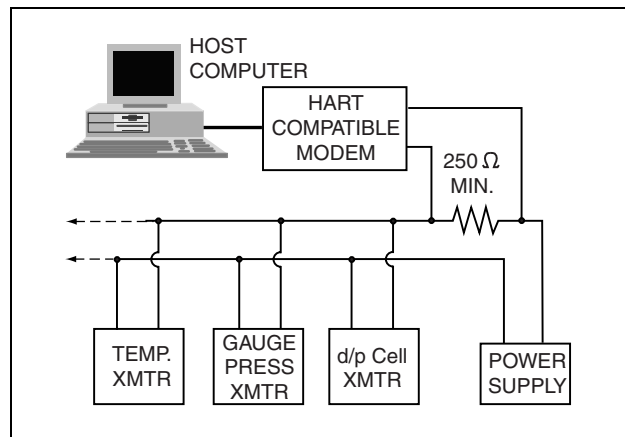 HOST
COMPUTER
HART
COMPATIBLE
MODEM
250 Ω
MIN.
TEMP.
XMTR
GAUGE
PRESS
XMTR
d/p Cell
XMTR
POWER
SUPPLY